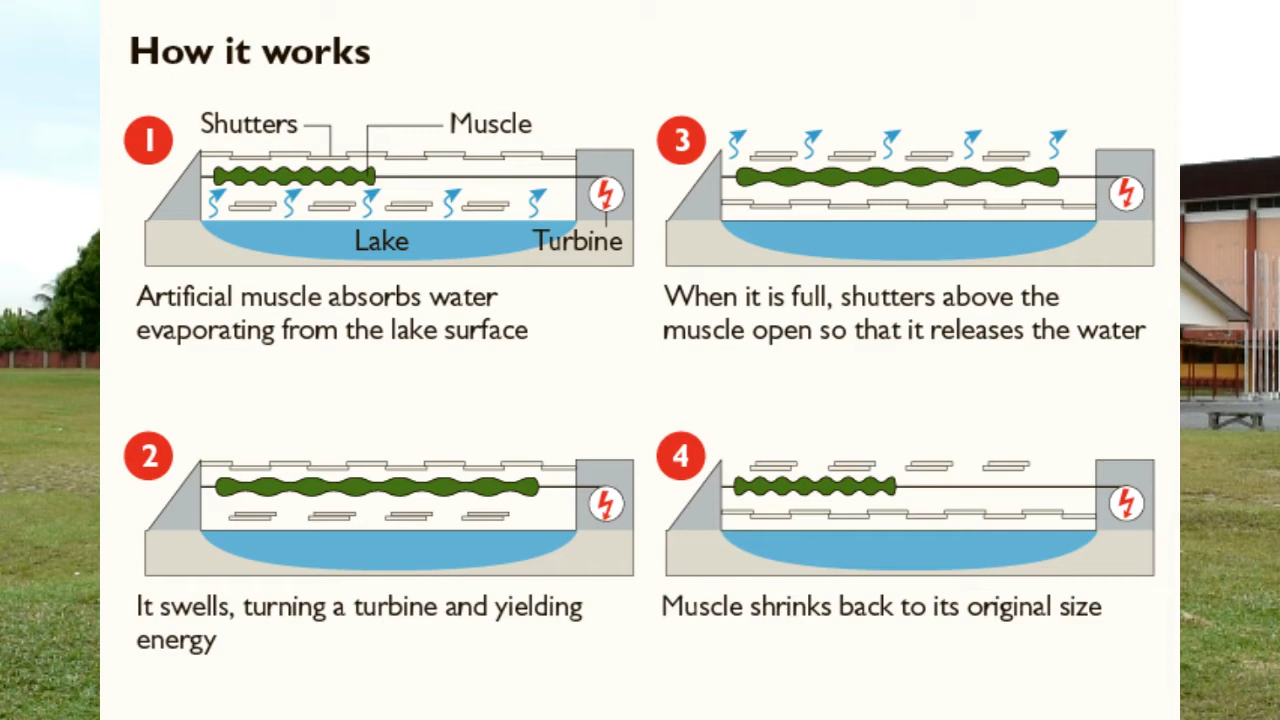 How it works
1
Shutters
Muscle
Lake
Turbine
Artificial muscle absorbs water
evaporating from the lake surface
2
It swells, turning a turbine and yielding
energy
3
When it is full, shutters above the
muscle open so that it releases the water
4
Muscle shrinks back to its original size